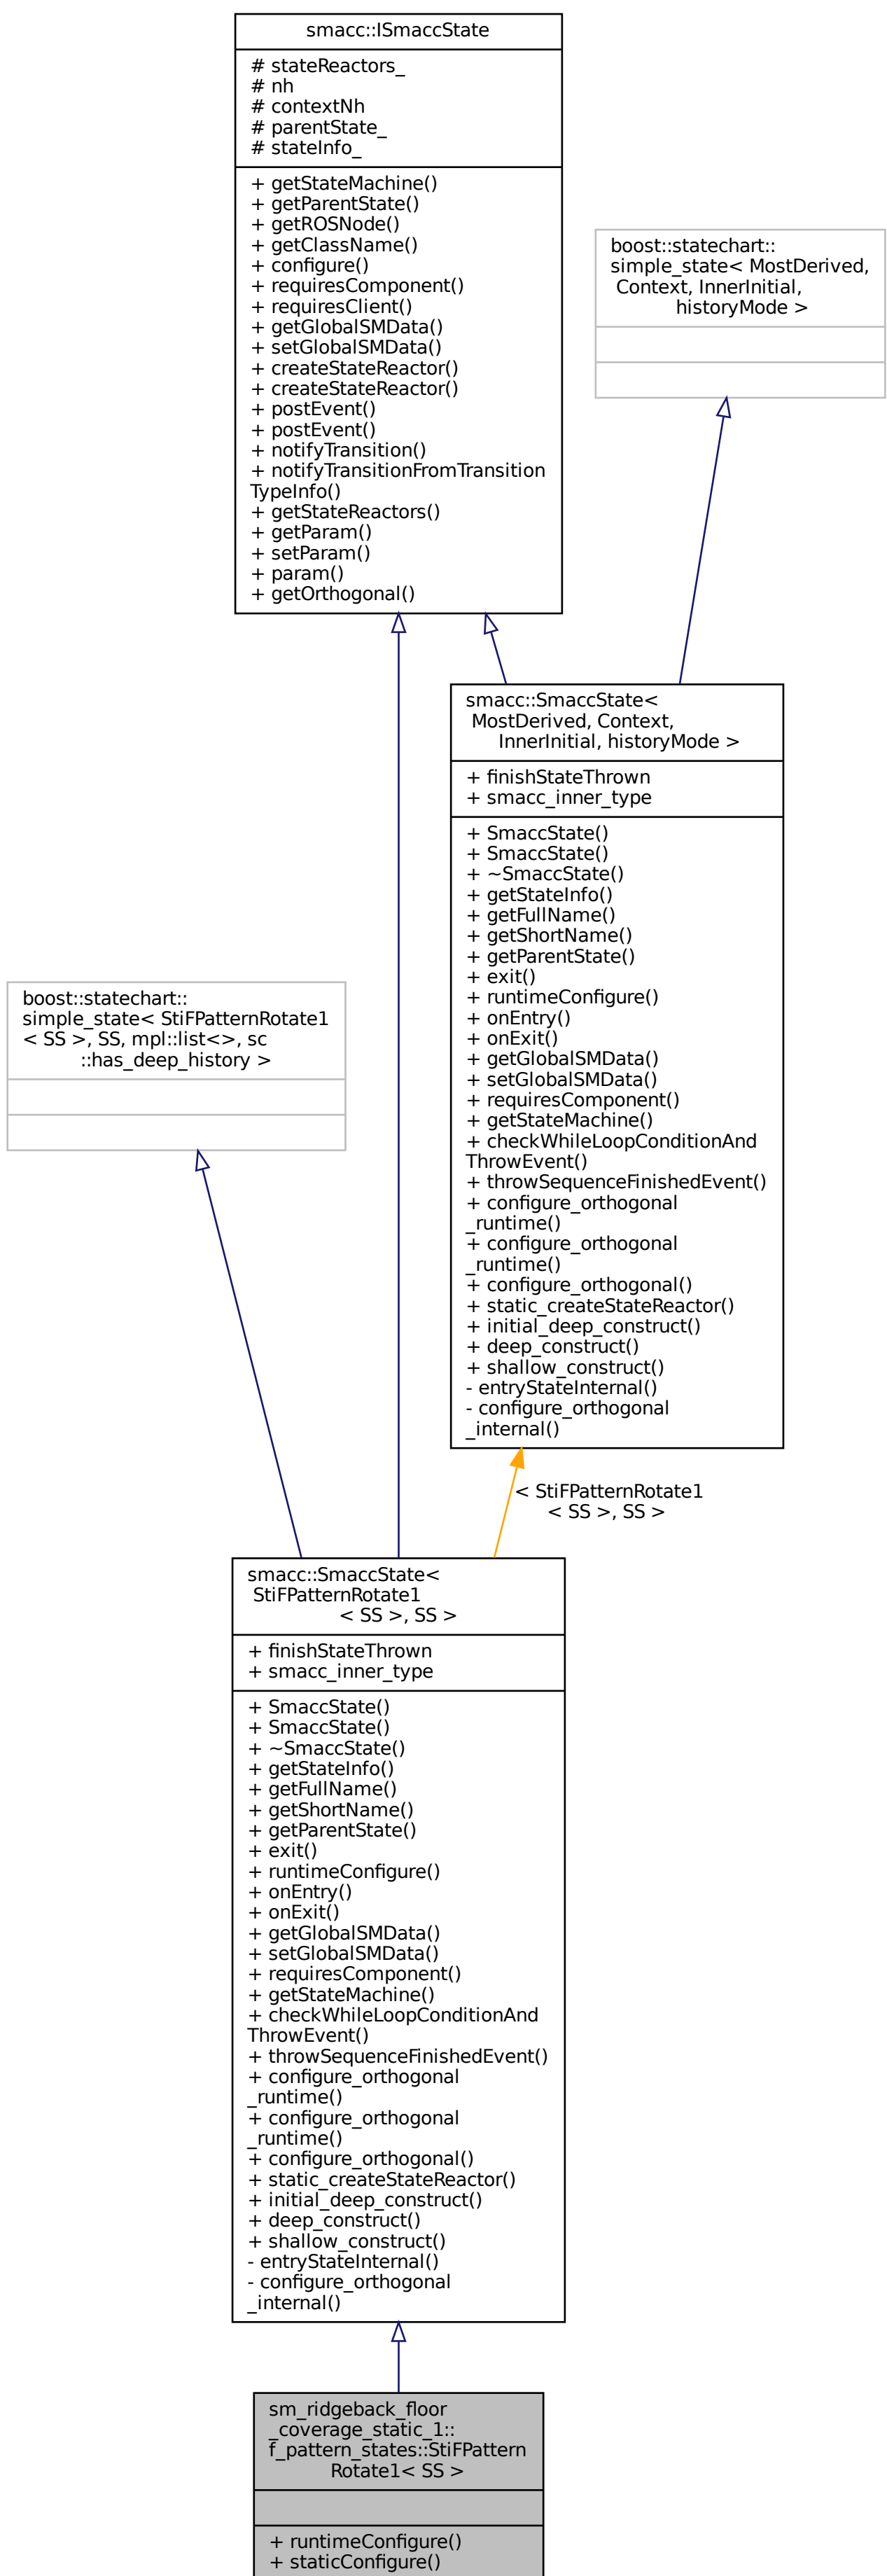 smacc::ISmaccState
# stateReactors_
# nh
# contextNh
# parentState_
# stateInfo_
+ getStateMachine()
+ getParentState()
+ getROSNode()
+ getClassName()
+ configure()
+ requiresComponent()
+ requiresClient()
+ getGlobalSMData()
+ setGlobalSMData()
+ createStateReactor()
+ createStateReactor()
+ postEvent()
+ postEvent()
+ notifyTransition()
+ notifyTransitionFromTransition
TypeInfo()
+ getStateReactors()
+ getParam()
+ setParam()
+ param()
+ getOrthogonal()
boost::statechart::
simple_state< MostDerived,
Context, InnerInitial,
historyMode >
smacc::SmaccState<
MostDerived, Context,
InnerInitial, historyMode >
+ finishStateThrown
+ smacc_inner_type
+ SmaccState()
+ SmaccState()
+ ~SmaccState()
+ getStateInfo()
+ getFullName()
+ getShortName()
+ getParentState()
+ exit()
+ runtimeConfigure()
+ onEntry()
+ onExit()
+ getGlobalSMData()
+ setGlobalSMData()
+ requiresComponent()
+ getStateMachine()
+ checkWhileLoopConditionAnd
ThrowEvent()
+ throwSequenceFinishedEvent()
+ configure_orthogonal
_runtime()
+ configure_orthogonal
_runtime()
+ configure_orthogonal()
+ static_createStateReactor()
+ initial_deep_construct()
+ deep_construct()
+ shallow_construct()
- entryStateInternal()
- configure_orthogonal
_internal()
boost::statechart::
simple_state< StiFPatternRotate1
< SS >, SS, mpl::list<>, sc
::has_deep_history >
< StiFPatternRotate1
< SS >, SS >
smacc::SmaccState<
StiFPatternRotate1
< SS >, SS >
+ finishStateThrown
+ smacc_inner_type
+ SmaccState()
+ SmaccState()
+ ~SmaccState()
+ getStateInfo()
+ getFullName()
+ getShortName()
+ getParentState()
+ exit()
+ runtimeConfigure()
+ onEntry()
+ onExit()
+ getGlobalSMData()
+ setGlobalSMData()
+ requiresComponent()
+ getStateMachine()
+ checkWhileLoopConditionAnd
ThrowEvent()
+ throwSequenceFinishedEvent()
+ configure_orthogonal
_runtime()
+ configure_orthogonal
_runtime()
+ configure_orthogonal()
+ static_createStateReactor()
+ initial_deep_construct()
+ deep_construct()
+ shallow_construct()
- entryStateInternal()
- configure_orthogonal
_internal()
sm_ridgeback_floor
_coverage_static_1::
f_pattern_states::StiFPattern
Rotate1< SS >
+ runtimeConfigure()
+ staticConfigure()